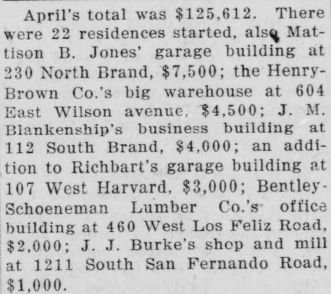 April's total was $125,612. There
were 22 residences started, also Mat-
tison B. Jones' garage building at
230 North Brand, $7,500; the Henry-
Brown Co.'s big warehouse at 604
East Wilson avenue, $4,500; J. M.
Blankenship's business building at
112 South Brand, $4,000; an addi-
tion to Richbart's garage building at
107 West Harvard, $3,000; Bentley-
Schoeneman Lumber Co.'s office
building at 460 West Los Feliz Road,
$2,000; J. J. Burke's shop and mill
at 1211 South San Fernando Road,
$1,000.